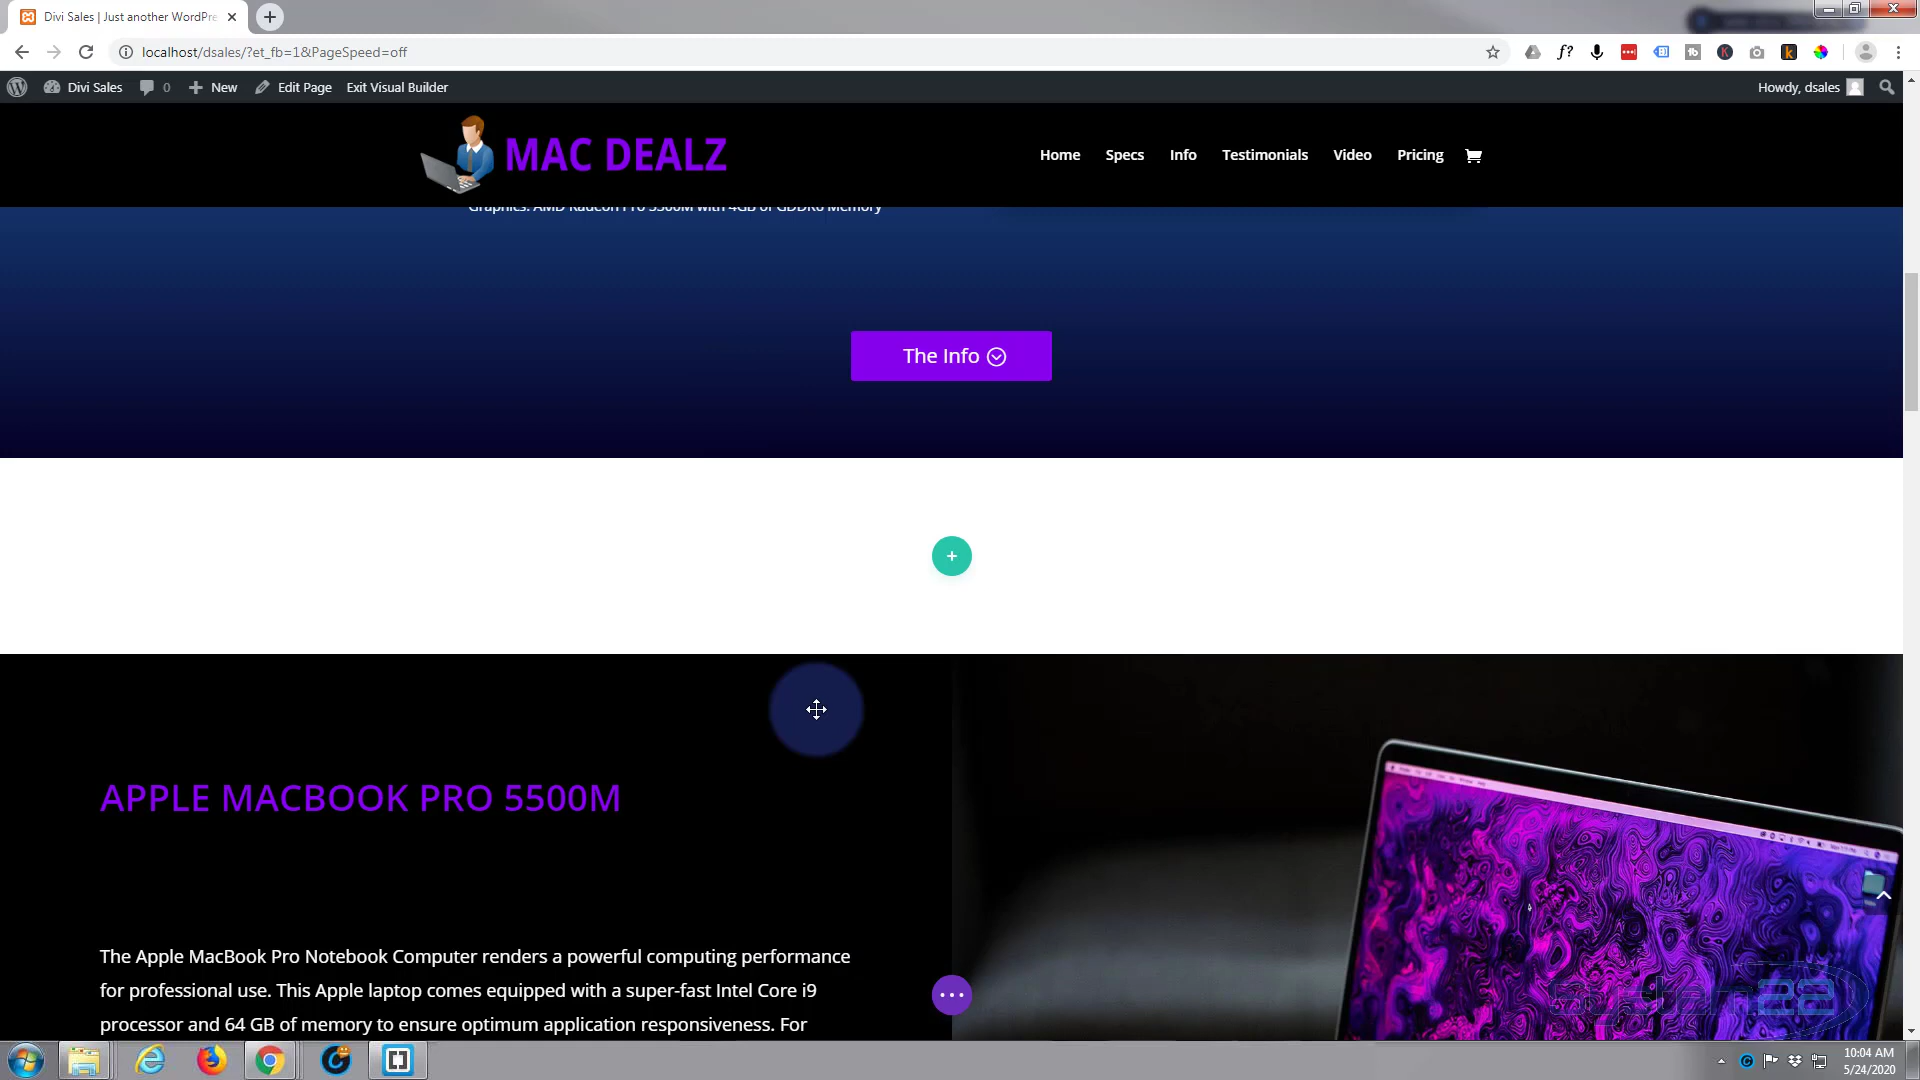 Divi Sales | Just another WordPre
localhost/dsales/?et_fb=1&PageSpeed=off
Divi Sales
0
New
Edit Page
Exit Visual Builder
Howdy, dsales
MAC DEALZ
Home
Specs
Info
Testimonials
Video
Pricing
Graphics: AMD Radeon Pro 5500M with 4GB of GDDR6 Memory
The Info
APPLE MACBOOK PRO 5500M
The Apple MacBook Pro Notebook Computer renders a powerful computing performance
for professional use. This Apple laptop comes equipped with a super-fast Intel Core i9
processor and 64 GB of memory to ensure optimum application responsiveness. For
system22
10:04 AM
5/24/2020